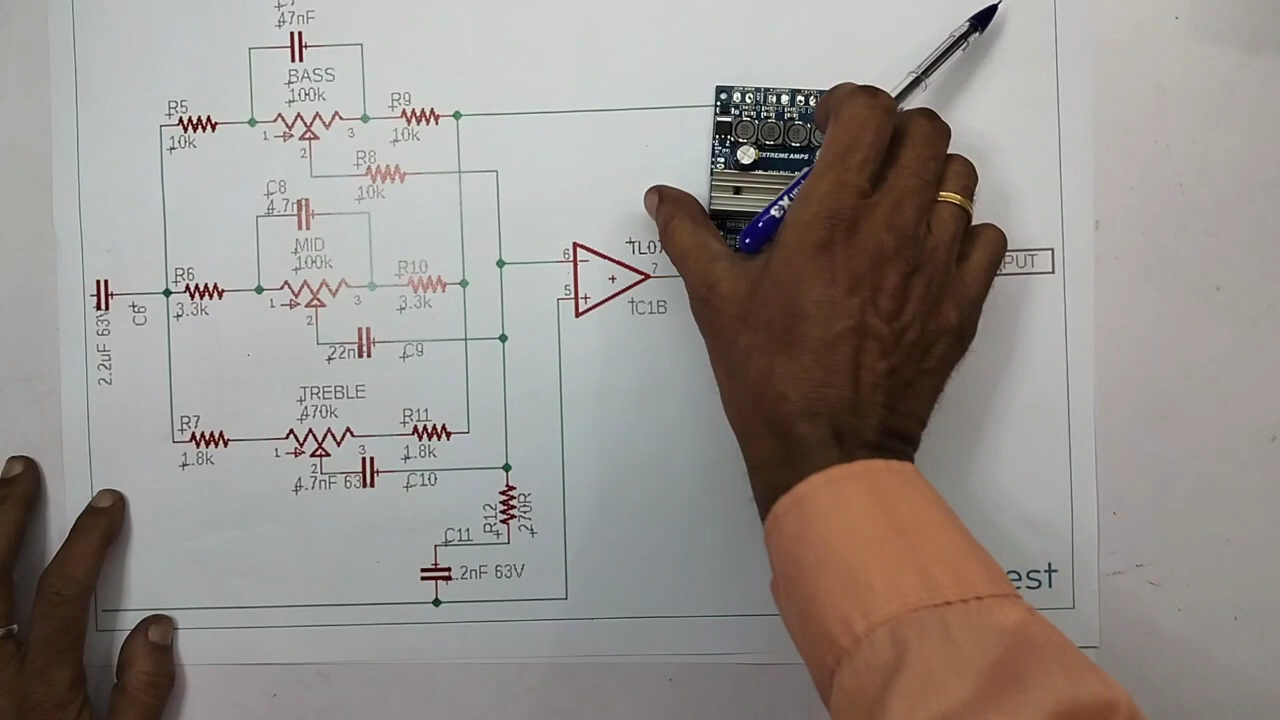 47nF
BASS
100k
R5
10k
1
3
2
R9
10k
R8
10k
C8
4.7n
MID
100k
R6
3.3k
1
3
2
R10
3.3k
C6
2.2uF 63V
22n
C9
6
5
7
TL07
IC1B
PUT
TREBLE
470k
R7
1.8k
1
3
2
R11
1.8k
4.7nF 63
C10
R12
270R
C11
2nF 63V
EXTREME AMPS
est